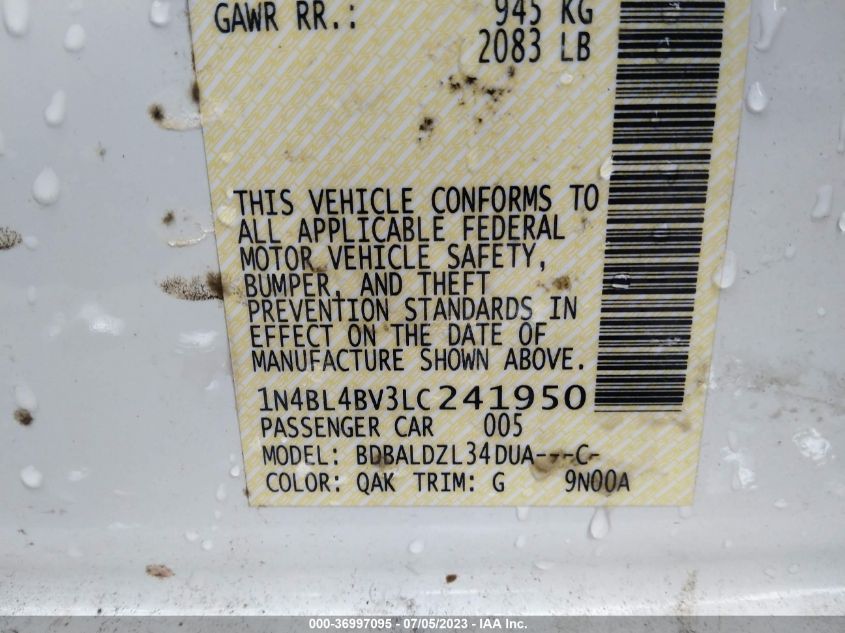 GAWR RR.: 945 KG
2083 LB
THIS VEHICLE CONFORMS TO
ALL APPLICABLE FEDERAL
MOTOR VEHICLE SAFETY,
BUMPER, AND THEFT
PREVENTION STANDARDS IN
EFFECT ON THE DATE OF
MANUFACTURE SHOWN ABOVE.
1N4BL4BV3LC241950
PASSENGER CAR 005
MODEL: BDBALDZL34DUA---C-
COLOR: QAK TRIM: G 9N00A
000-36997095 - 07/05/2023 - IAA Inc.